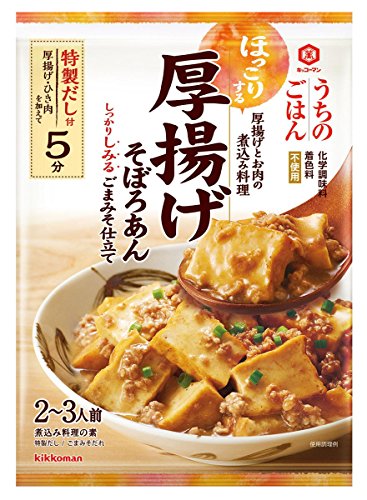 キッコーマン
うちの
ごはん
化学調味料
着色料
不使用
ほっこりする
厚揚げとお肉の
煮込み料理
厚揚げ
そぼろあん
しっかりしみる ごまみそ仕立て
特製だし付
厚揚げ・ひき肉
を加えて
5分
2〜3人前
煮込み料理の素
特製だし/ごまみそだれ
kikkoman
使用調理例